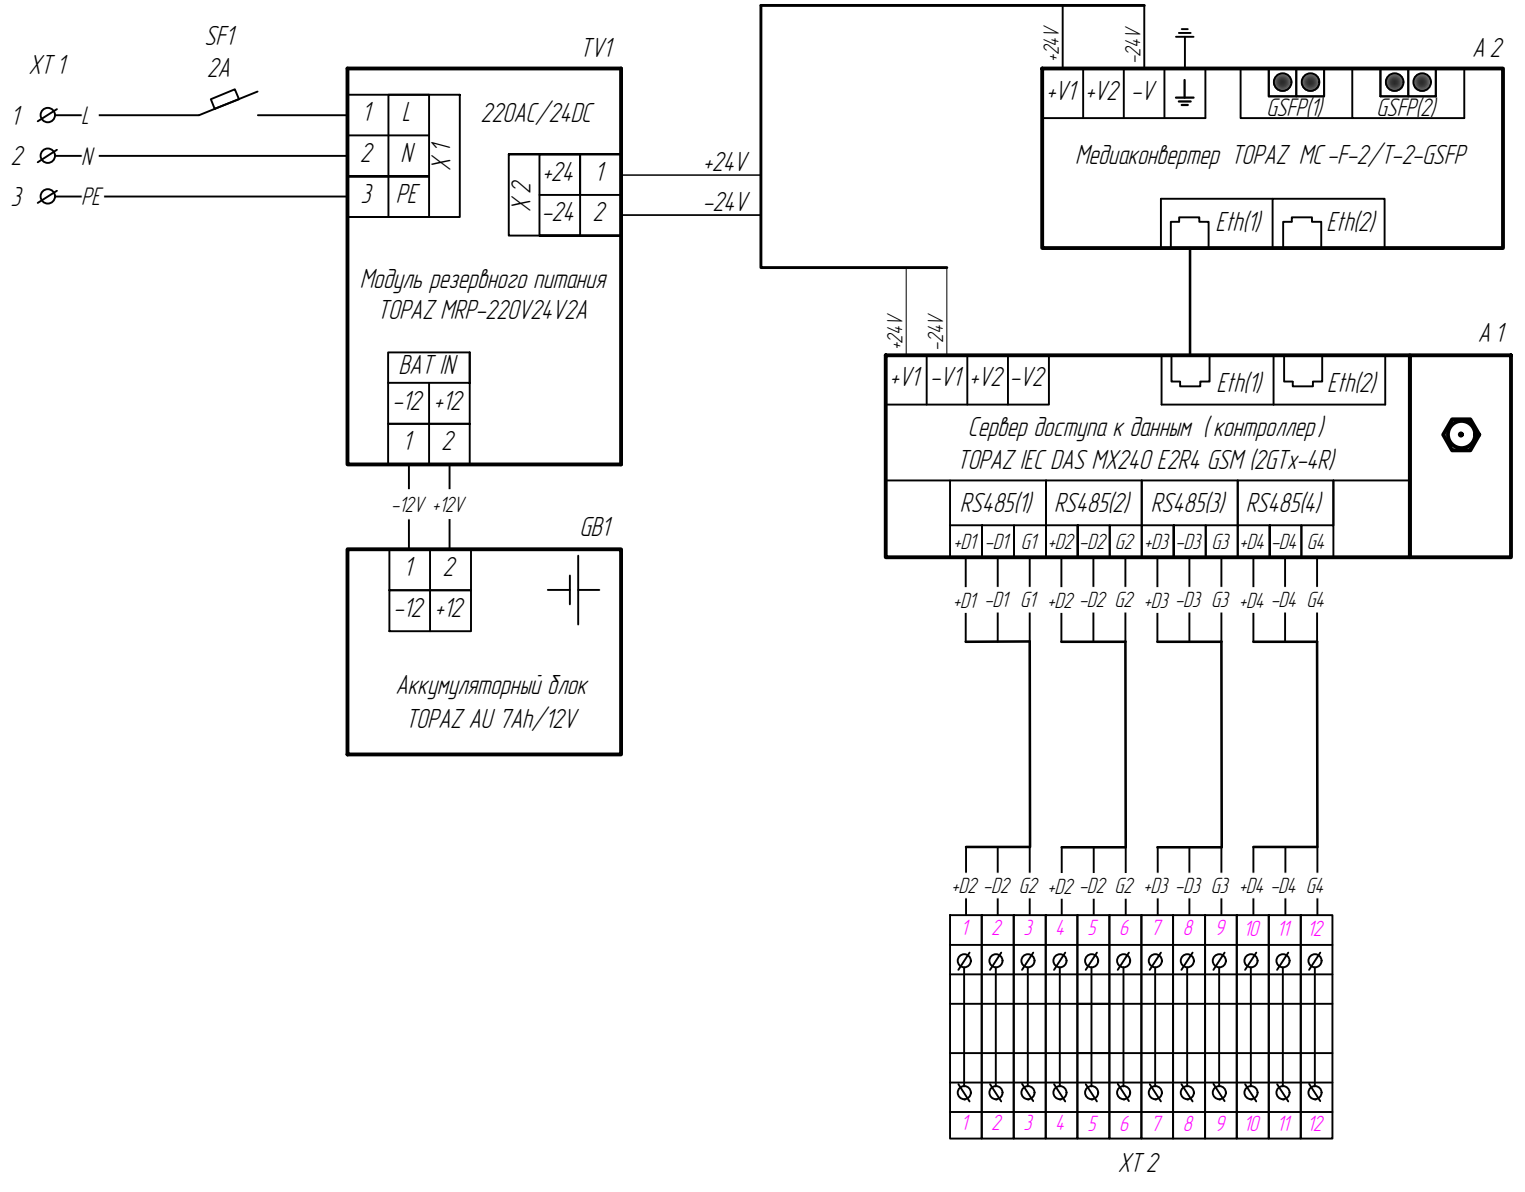 XT 1
SF1
2A
1 L
2 N
3 PE
TV1
220AC/24DC
1 L
2 N
3 PE
X 1
X 2
+24 1
-24 2
+24V
-24V
Модуль резервного питания
TOPAZ MRP-220V24V2A
BAT IN
-12 +12
1 2
-12V +12V
GB1
1 2
-12 +12
Аккумуляторный блок
TOPAZ AU 7Ah/12V
+24V -24V
A 2
+V1 +V2 -V
GSFP(1) GSFP(2)
Медиаконвертер TOPAZ MC -F-2/T-2-GSFP
Eth(1) Eth(2)
+24V -24V
A 1
+V1 -V1 +V2 -V2
Eth(1) Eth(2)
Сервер доступа к данным (контроллер)
TOPAZ IEC DAS MX240 E2R4 GSM (2GTx-4R)
RS485(1) RS485(2) RS485(3) RS485(4)
+D1 -D1 G1 +D2 -D2 G2 +D3 -D3 G3 +D4 -D4 G4
+D1 -D1 G1 +D2 -D2 G2 +D3 -D3 G3 +D4 -D4 G4
+D2 -D2 G2 +D2 -D2 G2 +D3 -D3 G3 +D4 -D4 G4
1 2 3 4 5 6 7 8 9 10 11 12
1 2 3 4 5 6 7 8 9 10 11 12
XT 2